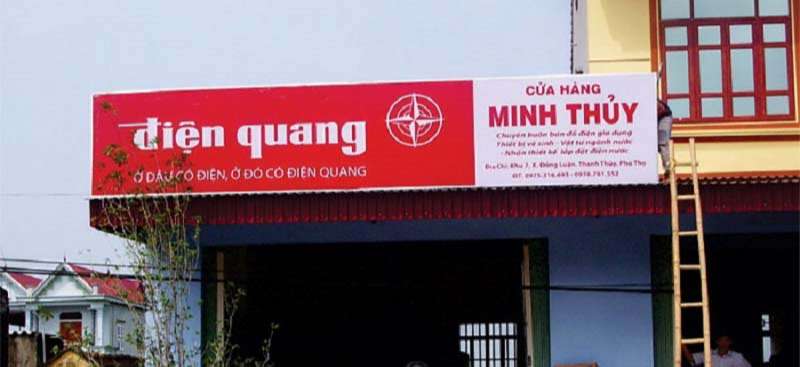 điện quang
Ở ĐÂU CÓ ĐIỆN, Ở ĐÓ CÓ ĐIỆN QUANG
CỬA HÀNG
MINH THỦY
Chuyên buôn bán đồ điện gia dụng
Thiết bị vệ sinh - Vật tư ngành nước
- Nhận thiết kế lắp đặt điện nước
Địa Chỉ: Khu 7, X. Đồng Luận, Thanh Thủy, Phú Thọ
ĐT: 0975.216.693 - 0978.761.552